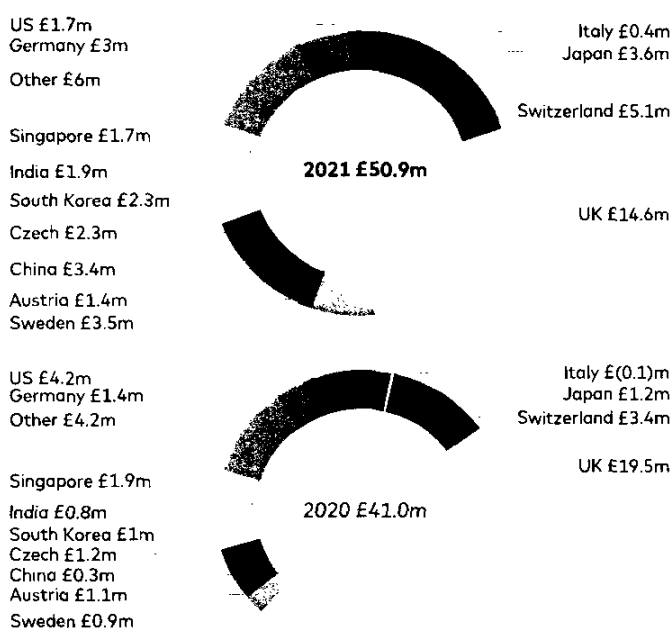 US £1.7m
Germany £3m
Other £6m
Singapore £1.7m
India £1.9m
South Korea £2.3m
Czech £2.3m
China £3.4m
Austria £1.4m
Sweden £3.5m
2021 £50.9m
Italy £0.4m
Japan £3.6m
Switzerland £5.1m
UK £14.6m
US £4.2m
Germany £1.4m
Other £4.2m
Singapore £1.9m
India £0.8m
South Korea £1m
Czech £1.2m
China £0.3m
Austria £1.1m
Sweden £0.9m
2020 £41.0m
Italy £(0.1)m
Japan £1.2m
Switzerland £3.4m
UK £19.5m